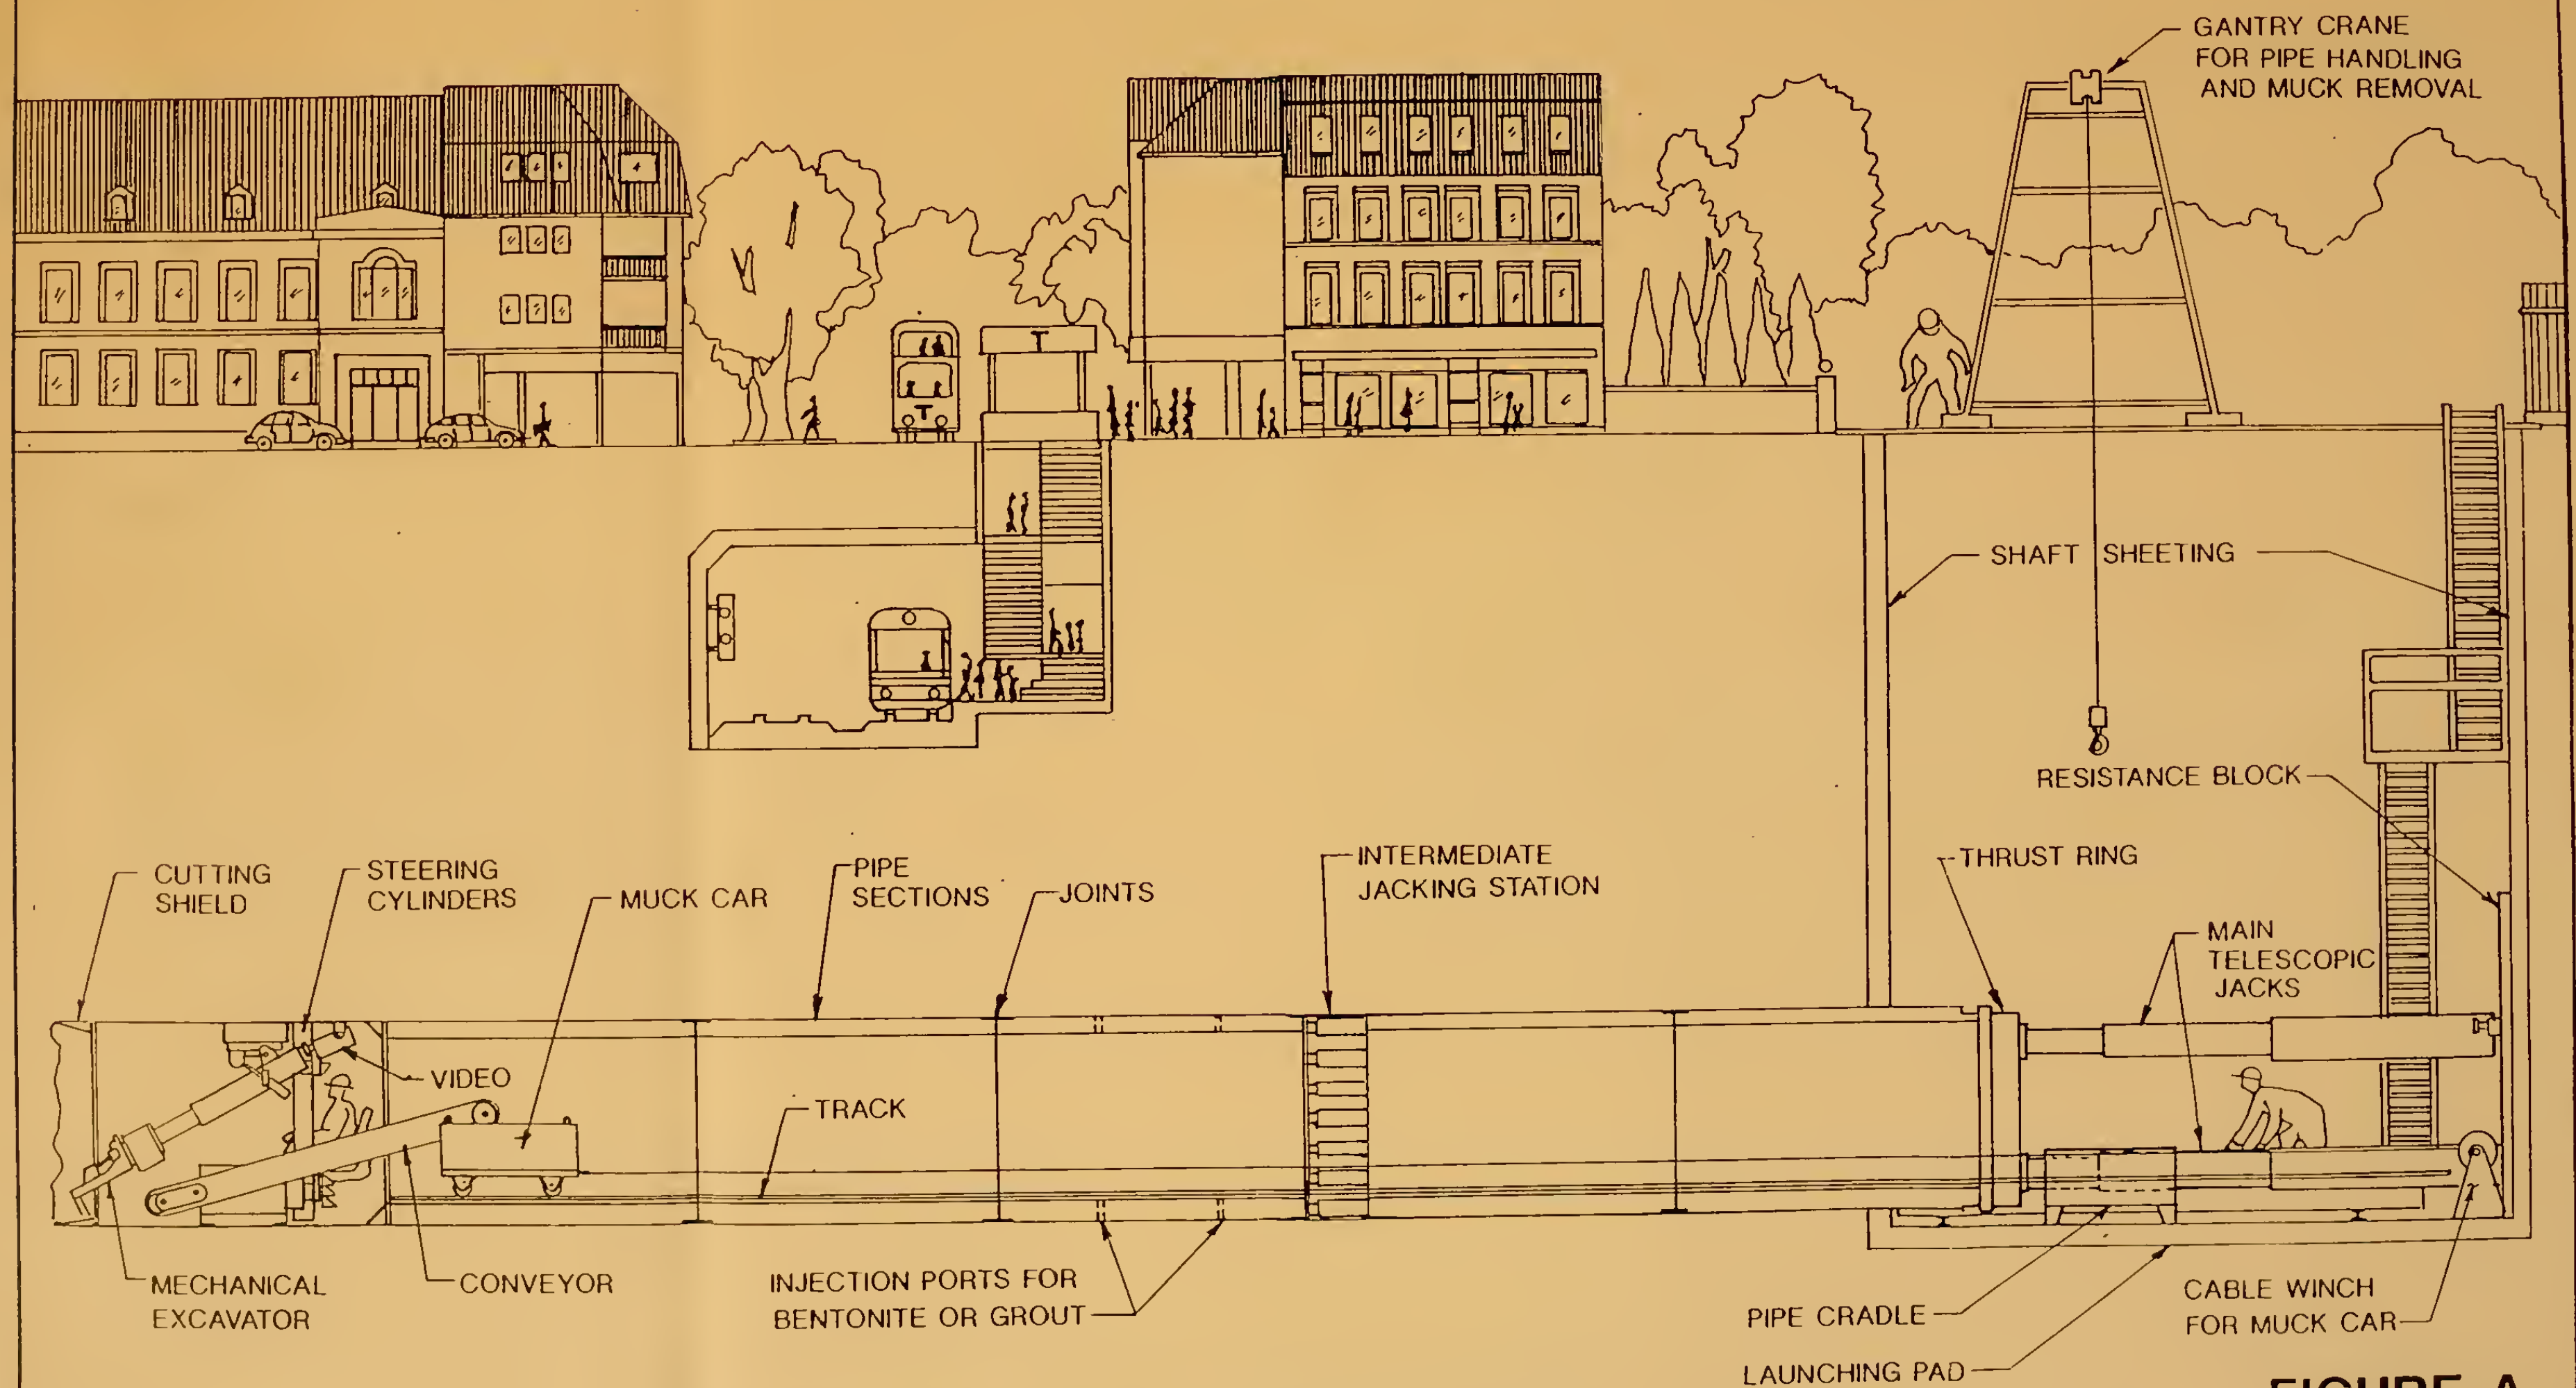 GANTRY CRANE
FOR PIPE HANDLING
AND MUCK REMOVAL
T
T
SHAFT SHEETING
RESISTANCE BLOCK
CUTTING
SHIELD
STEERING
CYLINDERS
MUCK CAR
PIPE
SECTIONS
JOINTS
INTERMEDIATE
JACKING STATION
THRUST RING
MAIN
TELESCOPIC
JACKS
VIDEO
TRACK
MECHANICAL
EXCAVATOR
CONVEYOR
INJECTION PORTS FOR
BENTONITE OR GROUT
PIPE CRADLE
LAUNCHING PAD
CABLE WINCH
FOR MUCK CAR
FIGURE A